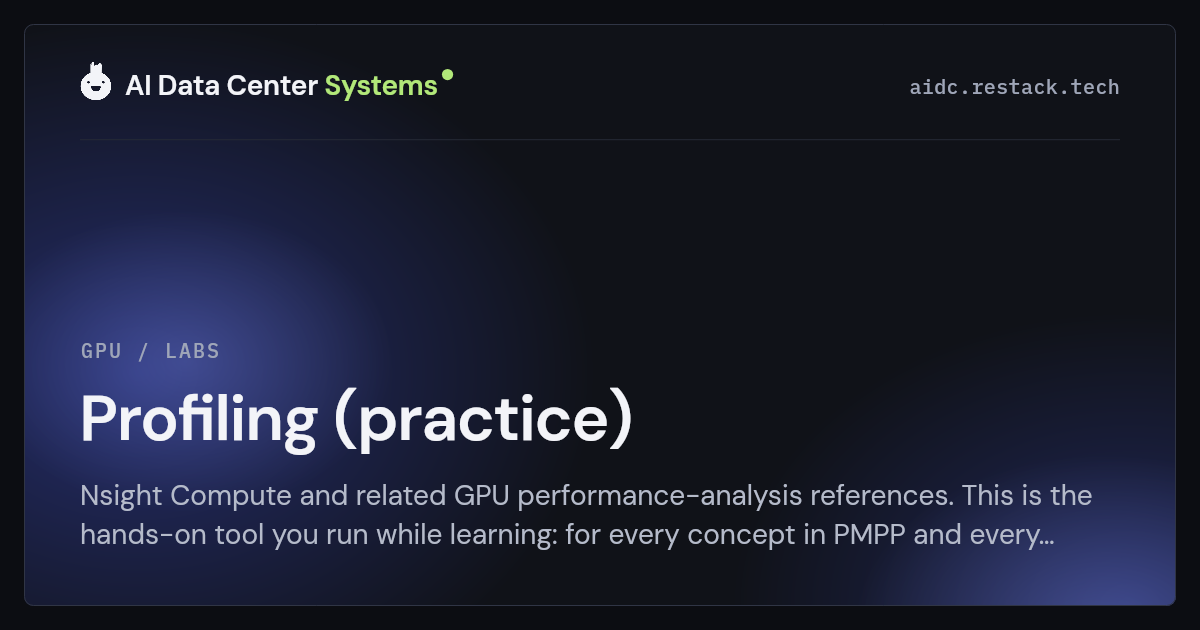 AI Data Center Systems
aidc.restack.tech
GPU / LABS
Profiling (practice)
Nsight Compute and related GPU performance-analysis references. This is the
hands-on tool you run while learning: for every concept in PMPP and every…